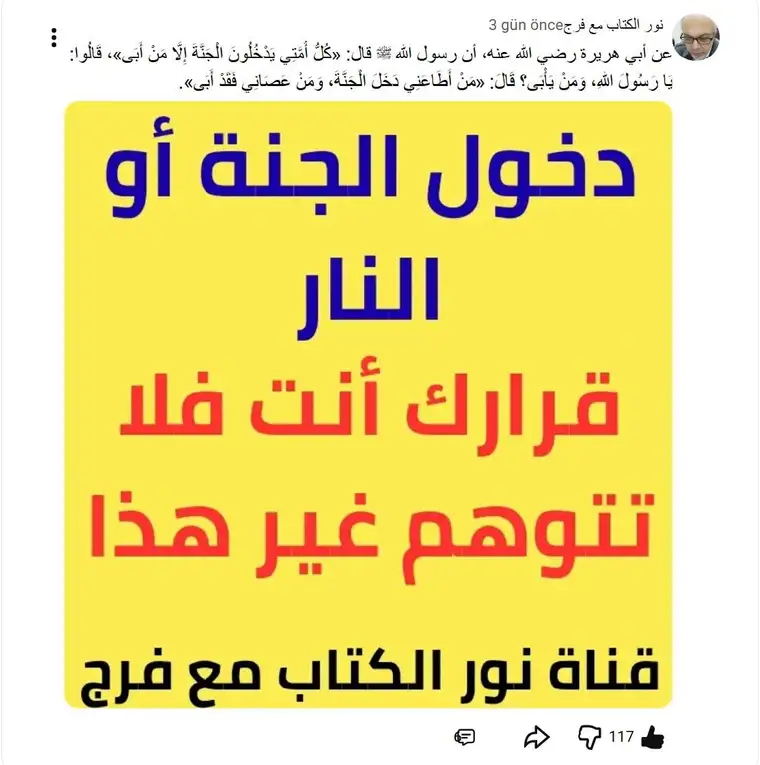 نور الكتاب مع فرج3 gün önce
عن أبي هريرة رضي الله عنه، أن رسول الله ﷺ قال: «كُلُّ أُمَّتِي يَدْخُلُونَ الْجَنَّةَ إِلَّا مَنْ أَبَى»، قَالُوا:
يَا رَسُولَ اللهِ، وَمَنْ يَأْبَى؟ قَالَ: «مَنْ أَطَاعَنِي دَخَلَ الْجَنَّةَ، وَمَنْ عَصَانِي فَقَدْ أَبَى».
دخول الجنة أو
النار
قرارك أنت فلا
تتوهم غير هذا
قناة نور الكتاب مع فرج
117